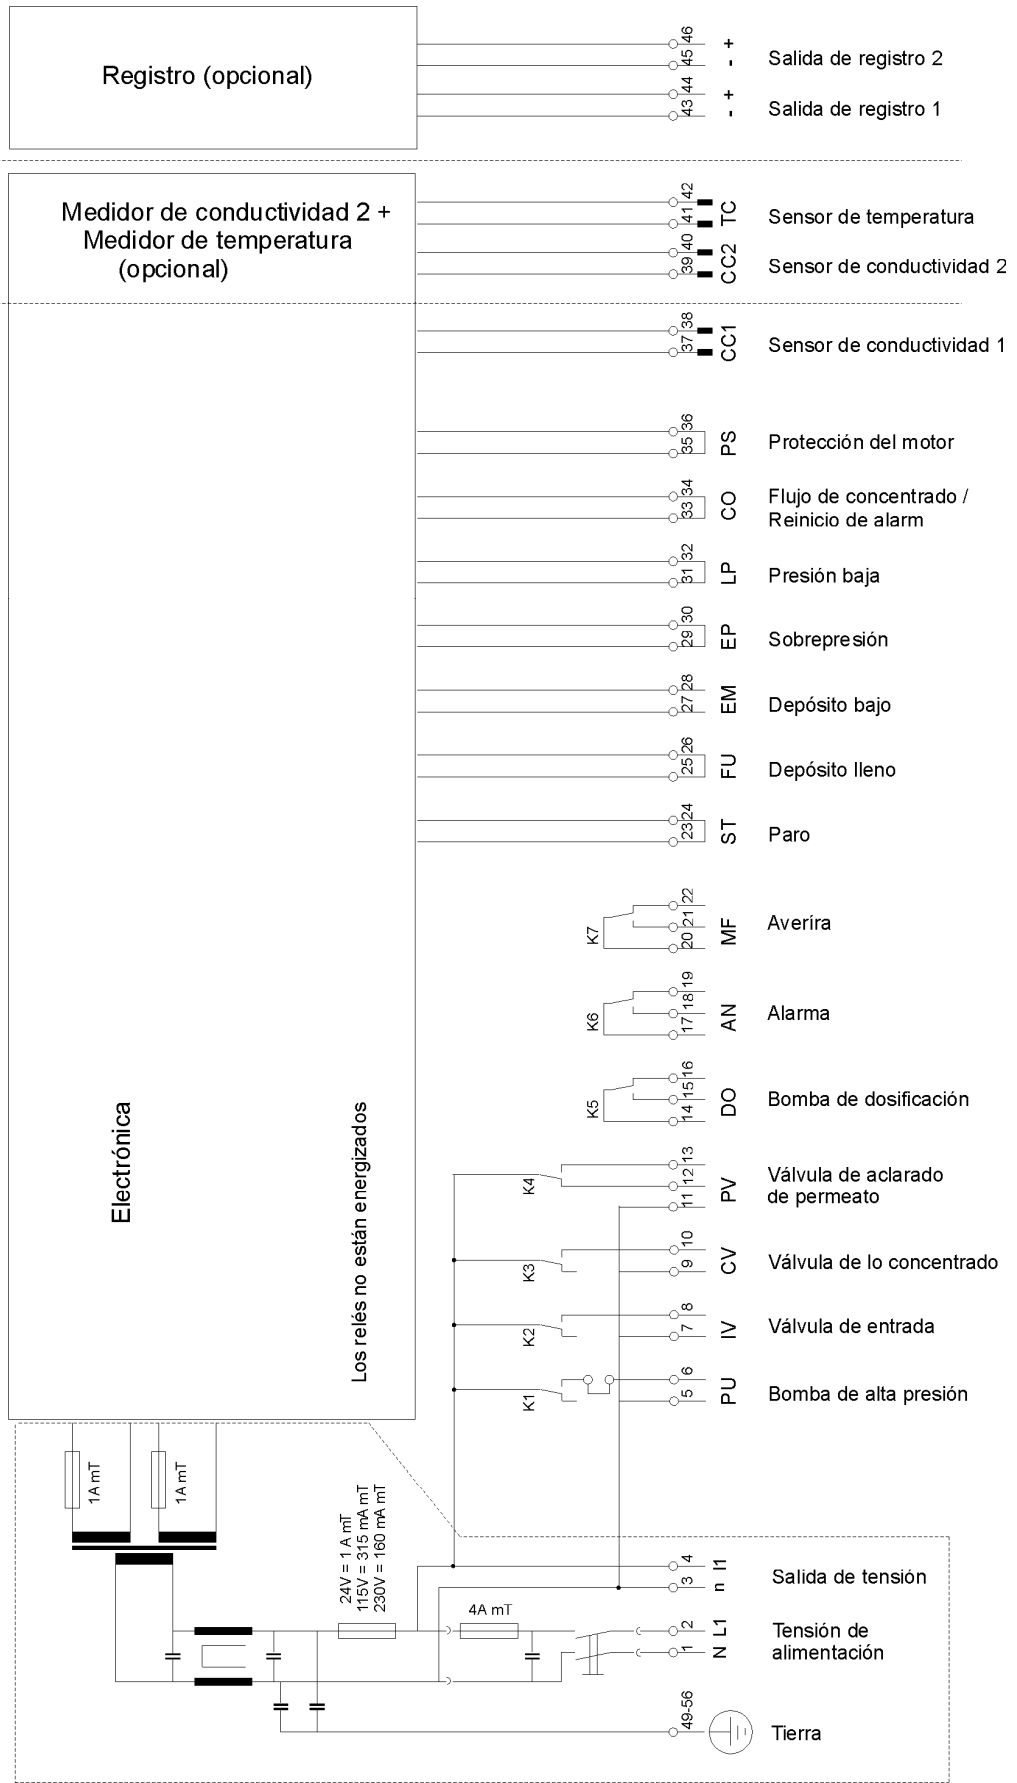 Registro (opcional)
46
45
+
-
Salida de registro 2
44
43
+
-
Salida de registro 1
Medidor de conductividad 2 +
Medidor de temperatura
(opcional)
42
41
TC
Sensor de temperatura
40
39
CC2
Sensor de conductividad 2
38
37
CC1
Sensor de conductividad 1
36
35
PS
Protección del motor
34
33
CO
Flujo de concentrado /
Reinicio de alarm
32
31
LP
Presión baja
30
29
EP
Sobrepresión
28
27
EM
Depósito bajo
26
25
FU
Depósito lleno
24
23
ST
Paro
K7
22
21
20
MF
Averíra
K6
19
18
17
AN
Alarma
K5
16
15
14
DO
Bomba de dosificación
Electrónica
Los relés no están energizados
K4
13
12
11
PV
Válvula de aclarado
de permeato
K3
10
9
CV
Válvula de lo concentrado
K2
8
7
IV
Válvula de entrada
K1
6
5
PU
Bomba de alta presión
1A mT
1A mT
24V = 1 A mT
115V = 315 mA mT
230V = 160 mA mT
4
3
l1
n
Salida de tensión
4A mT
2
1
L1
N
Tensión de
alimentación
49-56
Tierra